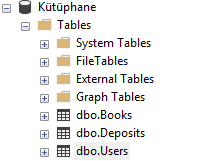 Kütüphane
Tables
System Tables
FileTables
External Tables
Graph Tables
dbo.Books
dbo.Deposits
dbo.Users